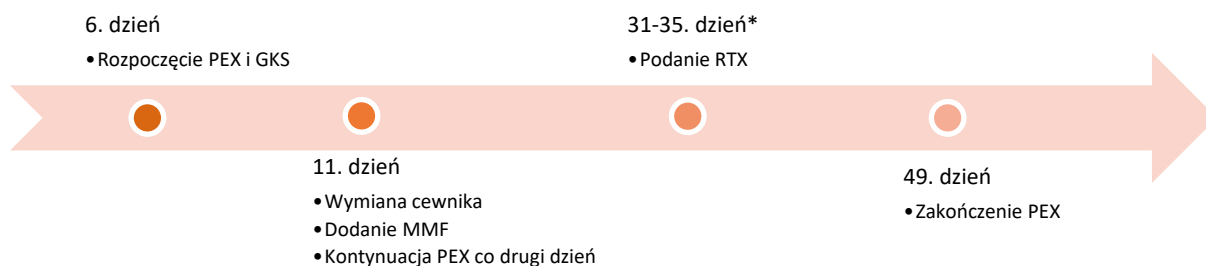 6. dzień
•Rozpoczęcie PEX i GKS
11. dzień
•Wymiana cewnika
•Dodanie MMF
•Kontynuacja PEX co drugi dzień
31-35. dzień*
•Podanie RTX
49. dzień
•Zakończenie PEX